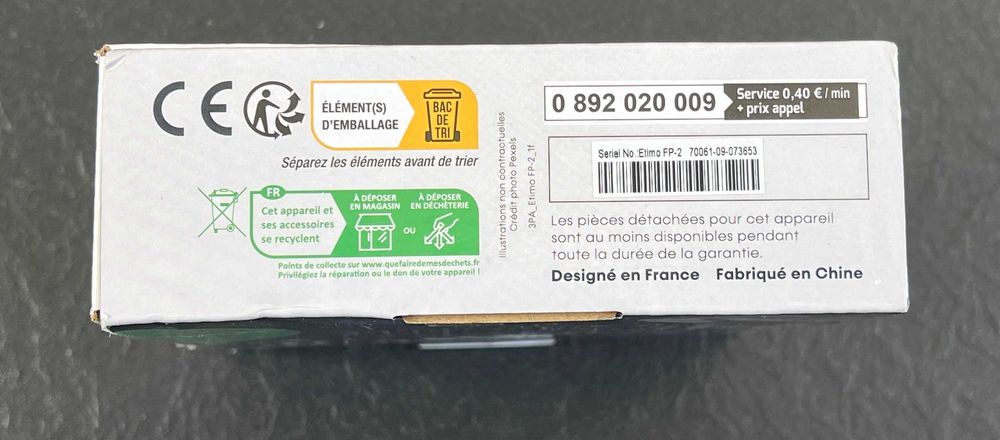 CE
ÉLÉMENT(S)
D'EMBALLAGE
BAC
DE
TRI
Séparez les éléments avant de trier
FR
Cet appareil et
ses accessoires
se recyclent
À DÉPOSER
EN MAGASIN
OU
À DÉPOSER
EN DÉCHÈTERIE
Points de collecte sur www.quefairedemesdechets.fr
Privilégiez la réparation ou le don de votre appareil !
Illustrations non contractuelles
Crédit photo Pexels
3PA_Etimo FP-2_1f
0 892 020 009
Service 0,40 € / min
+ prix appel
Serial No :Etimo FP-2 70061-09-073653
Les pièces détachées pour cet appareil
sont au moins disponibles pendant
toute la durée de la garantie.
Designé en France Fabriqué en Chine